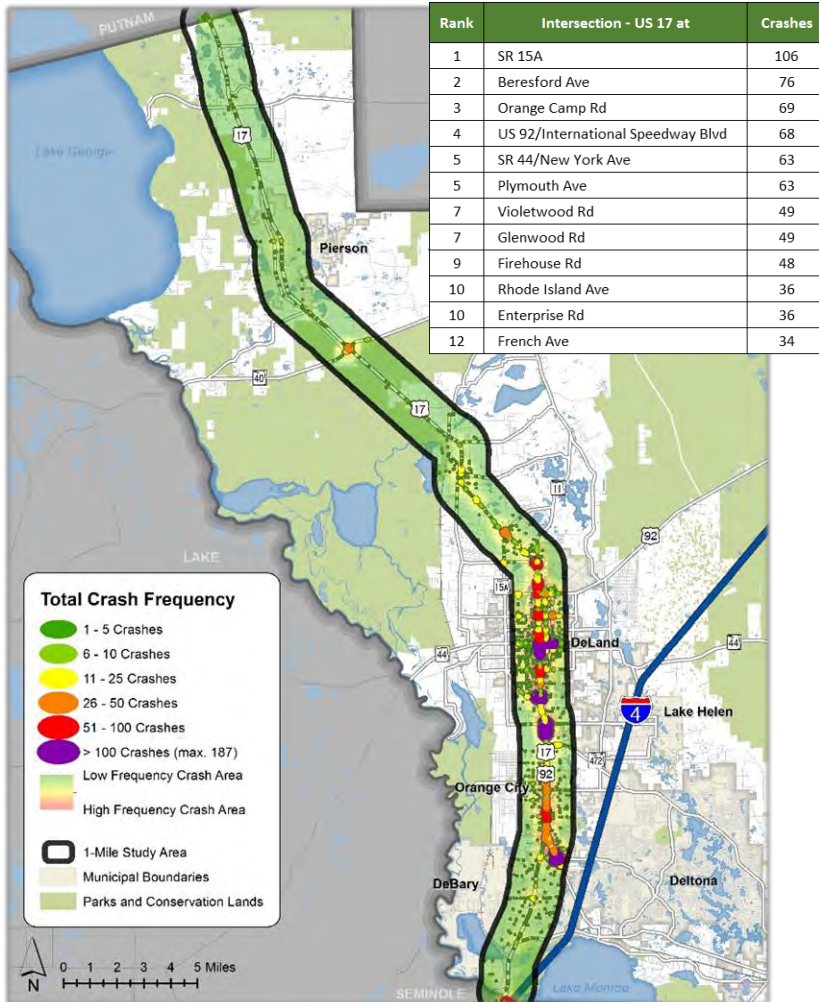 PUTNAM
Rank Intersection - US 17 at Crashes
1 SR 15A 106
2 Beresford Ave 76
3 Orange Camp Rd 69
4 US 92/International Speedway Blvd 68
5 SR 44/New York Ave 63
5 Plymouth Ave 63
7 Violetwood Rd 49
7 Glenwood Rd 49
9 Firehouse Rd 48
10 Rhode Island Ave 36
10 Enterprise Rd 36
12 French Ave 34
17
Lake George
Pierson
40
17
11
92
LAKE
15A
DeLand
44
44
4
Lake Helen
17
92
472
Orange City
DeBary
Deltona
Lake Monroe
SEMINOLE
Total Crash Frequency
1 - 5 Crashes
6 - 10 Crashes
11 - 25 Crashes
26 - 50 Crashes
51 - 100 Crashes
> 100 Crashes (max. 187)
Low Frequency Crash Area
High Frequency Crash Area
1-Mile Study Area
Municipal Boundaries
Parks and Conservation Lands
N
0 1 2 3 4 5 Miles